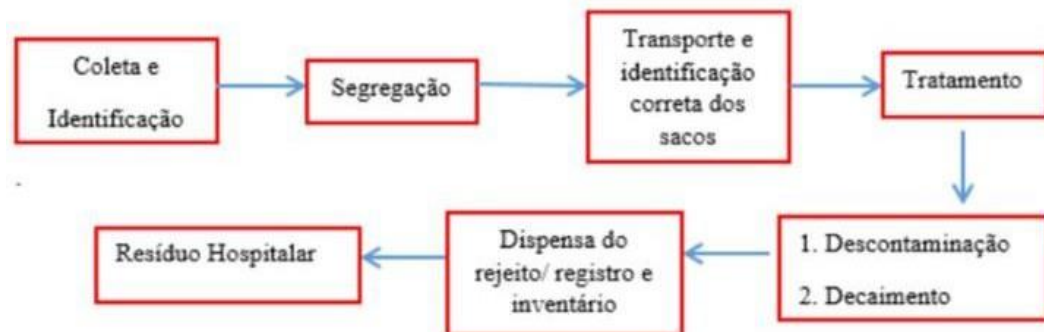 Coleta e
Identificação
Segregação
Transporte e
identificação
correta dos
sacos
Tratamento
1. Descontaminação
2. Decaimento
Dispensa do
rejeito/ registro e
inventário
Resíduo Hospitalar